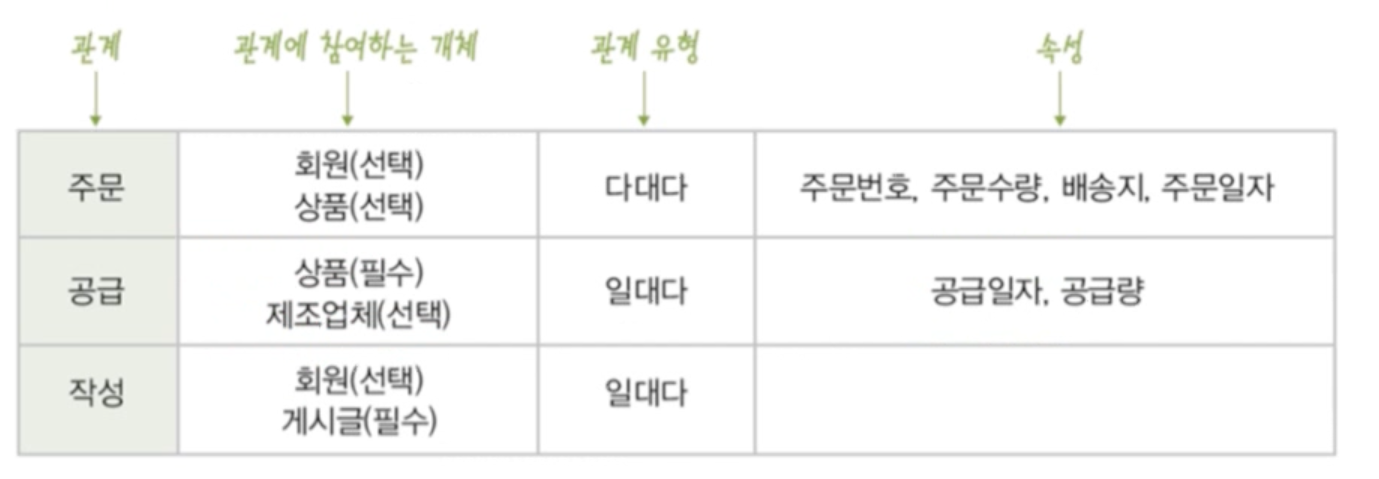 관계 관계에 참여하는 개체 관계 유형 속성
주문 회원(선택) 다대다 주문번호, 주문수량, 배송지, 주문일자
상품(선택)
공급 상품(필수) 일대다 공급일자, 공급량
제조업체(선택)
작성 회원(선택) 일대다
게시글(필수)